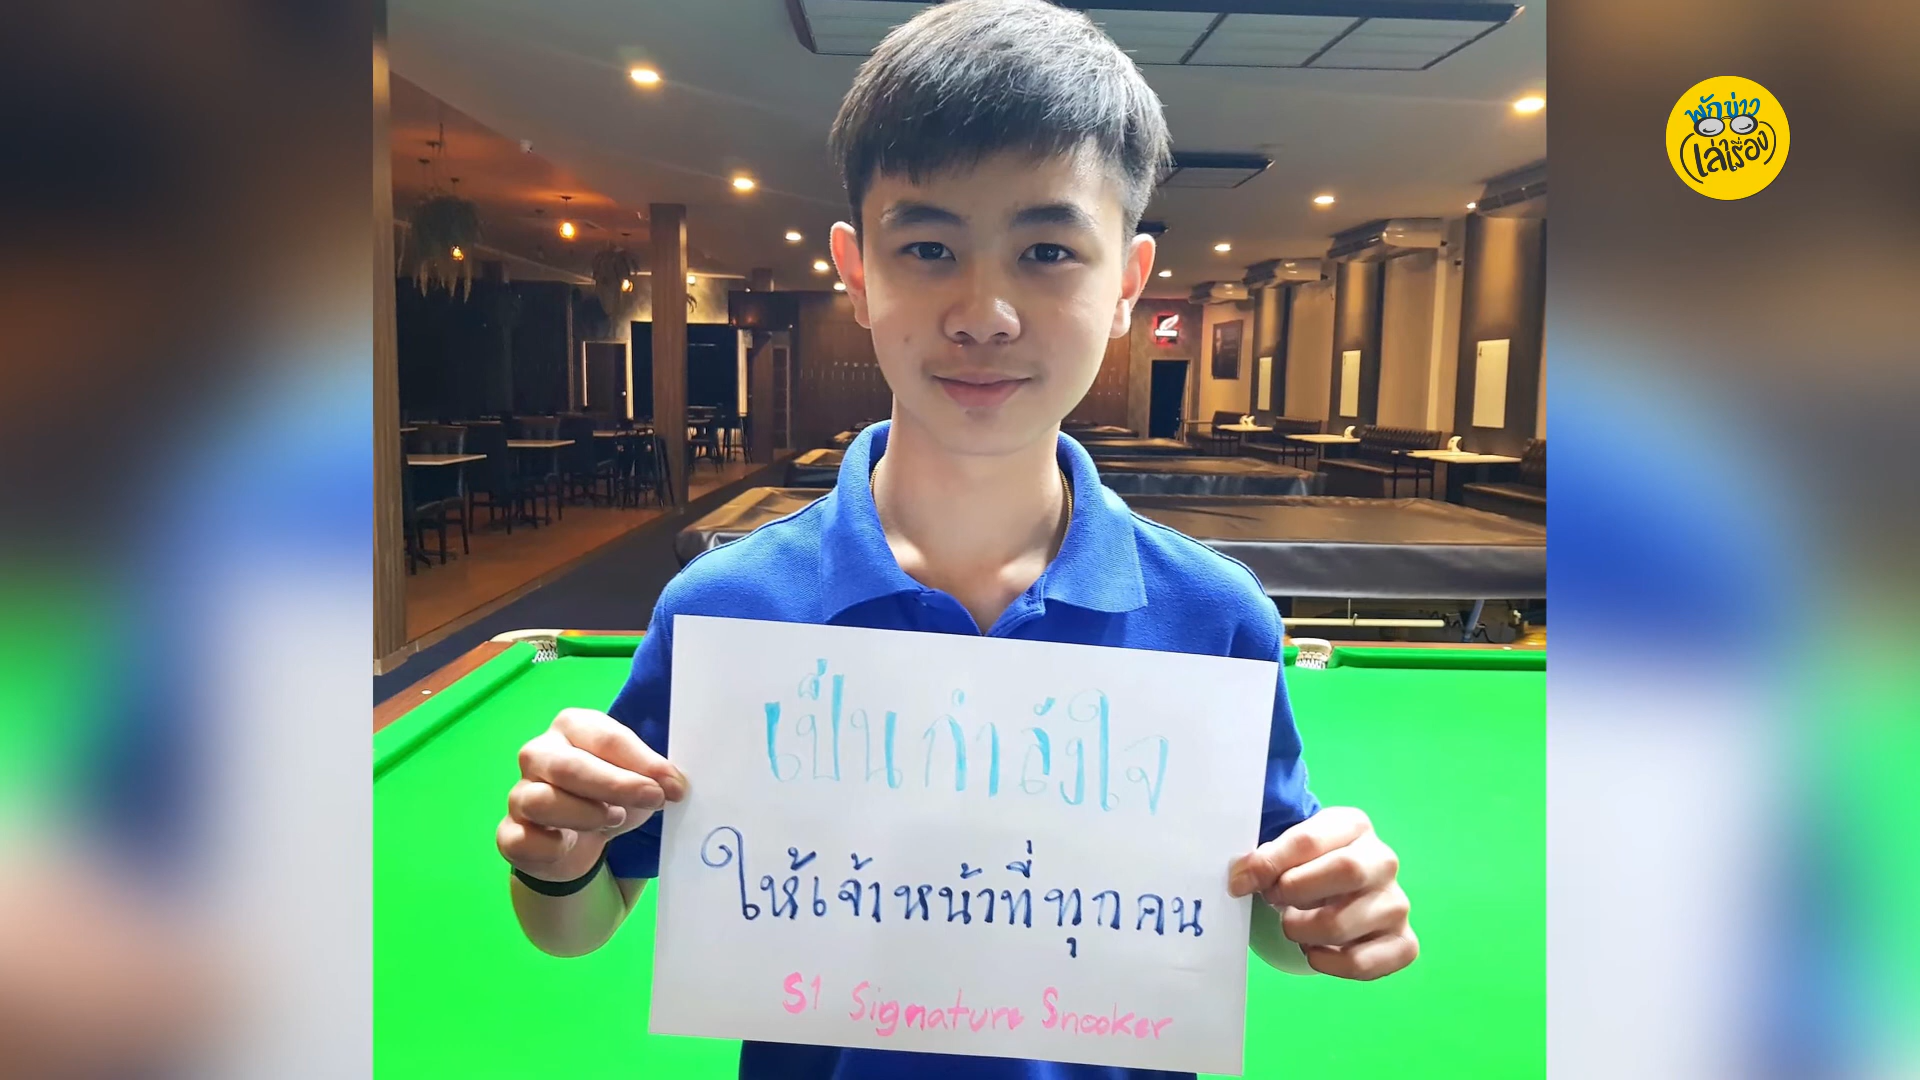 พักข่าว
เล่าเรื่อง
เป็นกำลังใจ
ให้เจ้าหน้าที่ทุกคน
S1 Signature Snooker